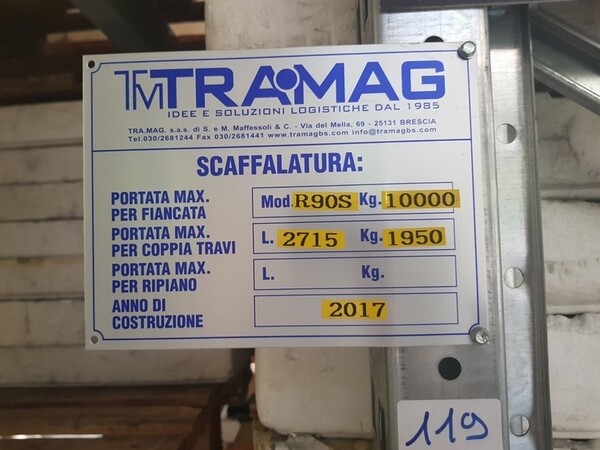 TM TRA.MAG
IDEE E SOLUZIONI LOGISTICHE DAL 1985
TRA.MAG. s.a.s. di S. e M. Maffessoli & C. - Via del Mella, 69 - 25131 BRESCIA
Tel.030/2681244 Fax 030/2681441 www.tramagbs.com info@tramagbs.com
SCAFFALATURA:
PORTATA MAX.
PER FIANCATA
Mod. R90S Kg. 10000
PORTATA MAX.
PER COPPIA TRAVI
L. 2715 Kg. 1950
PORTATA MAX.
PER RIPIANO
L. Kg.
ANNO DI
COSTRUZIONE
2017
119